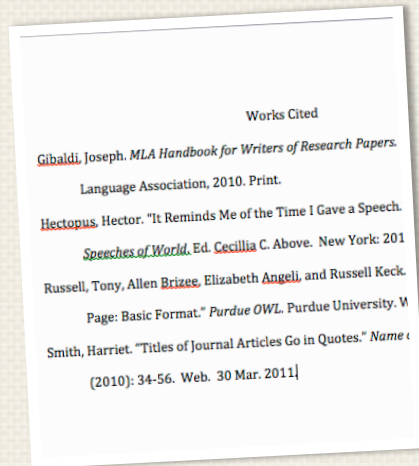 Works Cited
Gibaldi, Joseph. MLA Handbook for Writers of Research Papers.
Language Association, 2010. Print.
Hectopus, Hector. "It Reminds Me of the Time I Gave a Speech.
Speeches of World. Ed. Cecillia C. Above. New York: 201
Russell, Tony, Allen Brizee, Elizabeth Angeli, and Russell Keck.
Page: Basic Format." Purdue OWL. Purdue University. W
Smith, Harriet. "Titles of Journal Articles Go in Quotes." Name
(2010): 34-56. Web. 30 Mar. 2011